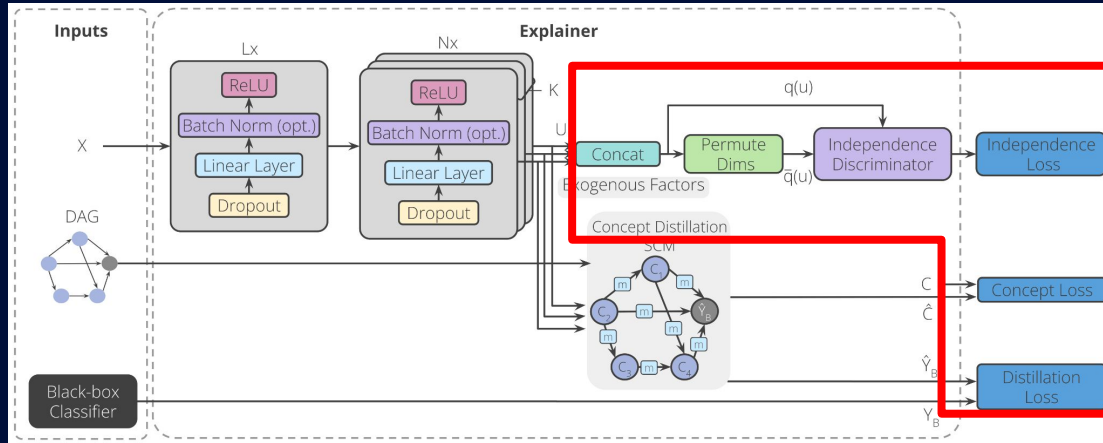 Inputs
Explainer
Lx
ReLU
Batch Norm (opt.)
Linear Layer
Dropout
Nx
ReLU
Batch Norm (opt.)
Linear Layer
Dropout
K
X
U
Concat
Exogenous Factors
q(u)
Permute
Dims
q̅(u)
Independence
Discriminator
Independence
Loss
DAG
Concept Distillation
SCM
C₁
m
m
C₂
m
Ŷ_B
m
m
C₃
m
C₄
m
C
Ĉ
Concept Loss
Ŷ_B
Y_B
Distillation
Loss
Black-box
Classifier